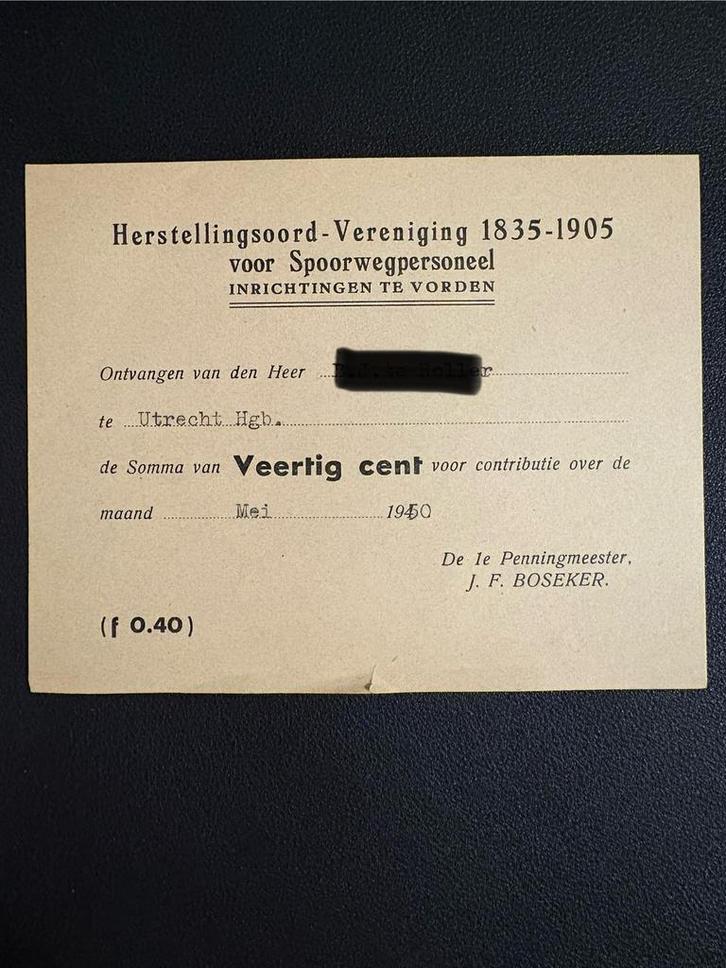 Herstellingsoord-Vereniging 1835-1905
voor Spoorwegpersoneel
INRICHTINGEN TE VORDEN
Ontvangen van den Heer
te Utrecht Hgb.
de Somma van Veertig cent voor contributie over de
maand Mei 1950
De 1e Penningmeester,
J. F. BOSEKER.
(f 0.40)